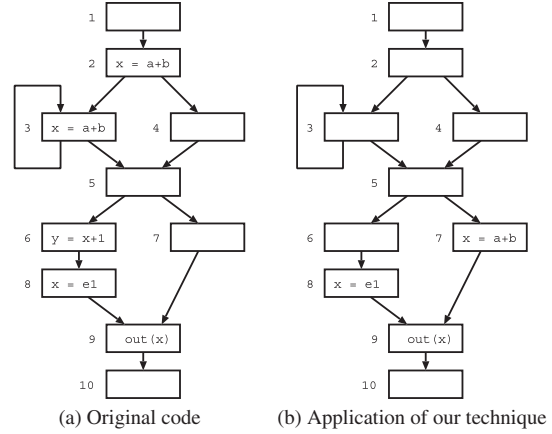 1
2 x = a+b
3 x = a+b 4
5
6 y = x+1 7
8 x = e1
9 out(x)
10
(a) Original code
1
2
3 4
5
6 7 x = a+b
8 x = e1
9 out(x)
10
(b) Application of our technique